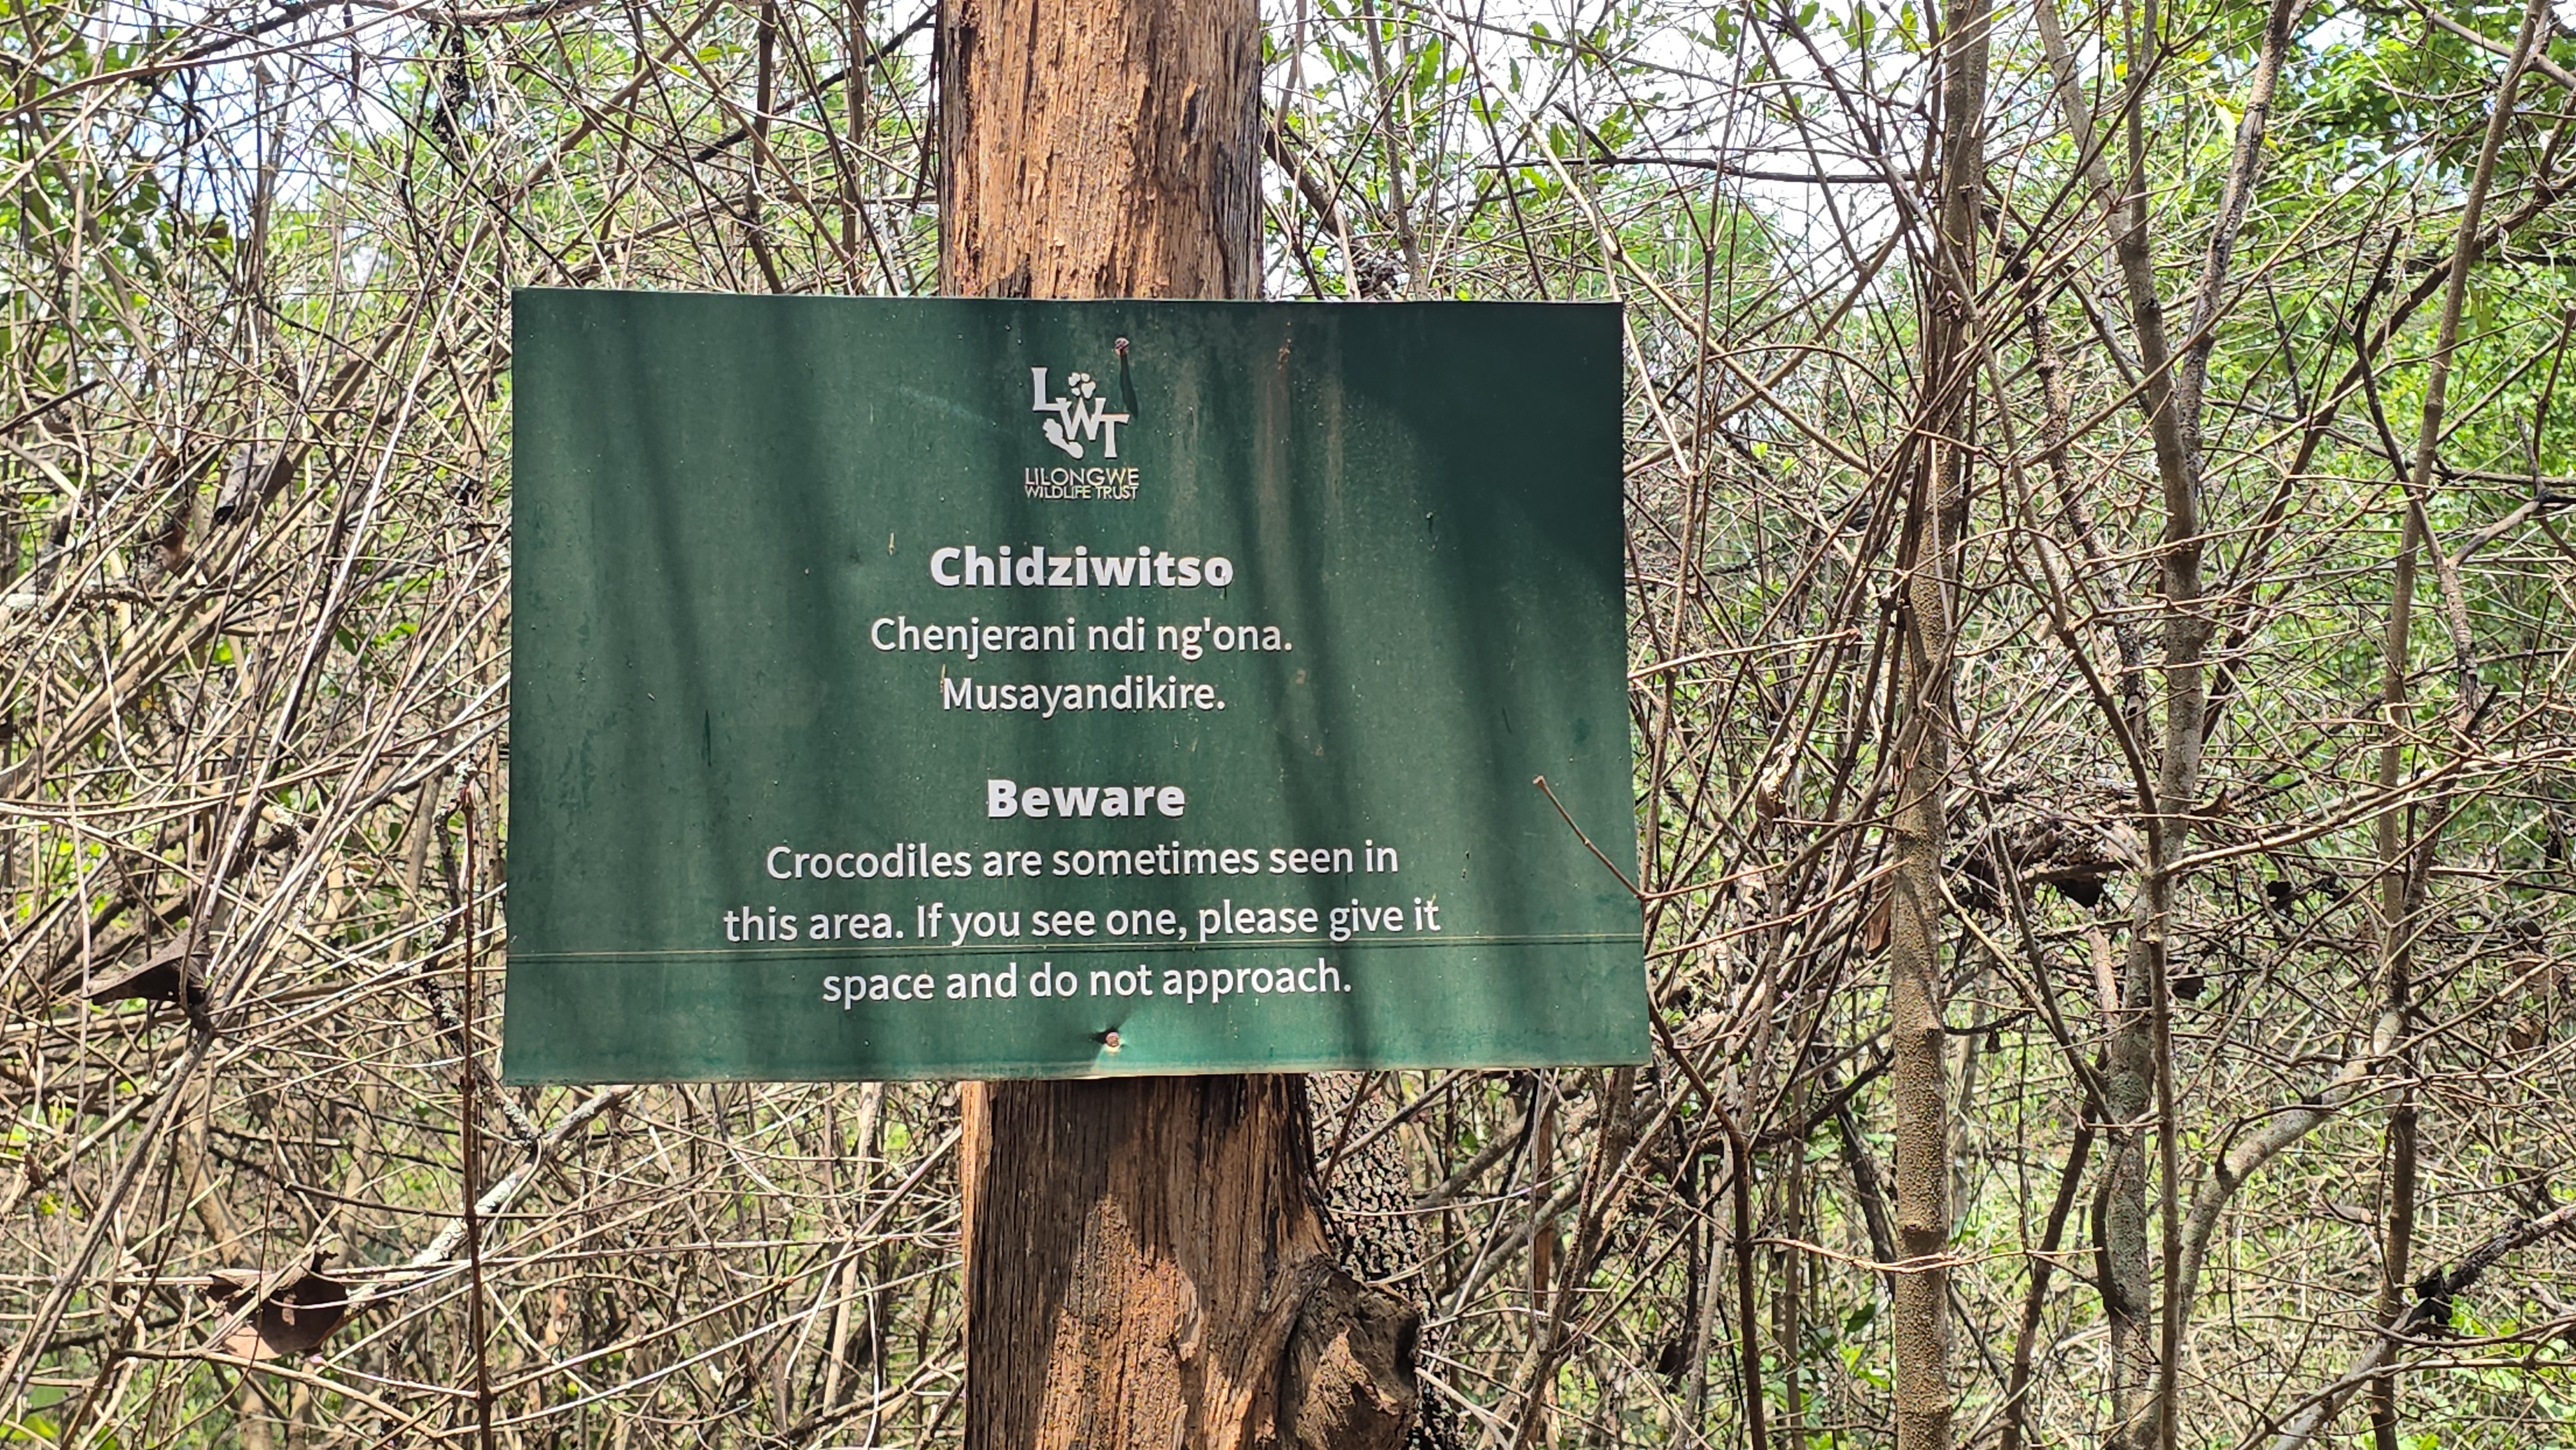 LWT
LILONGWE
WILDLIFE TRUST
Chidziwitso
Chenjerani ndi ng'ona.
Musayandikire.
Beware
Crocodiles are sometimes seen in
this area. If you see one, please give it
space and do not approach.